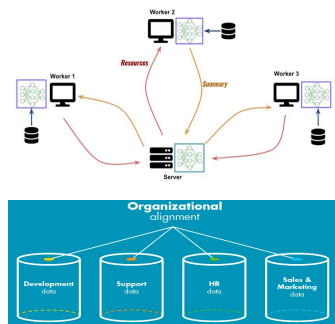 Worker 2
Resources
Summary
Worker 1
Worker 3
Server
Organizational
alignment
Development
data
Support
data
HR
data
Sales &
Marketing
data